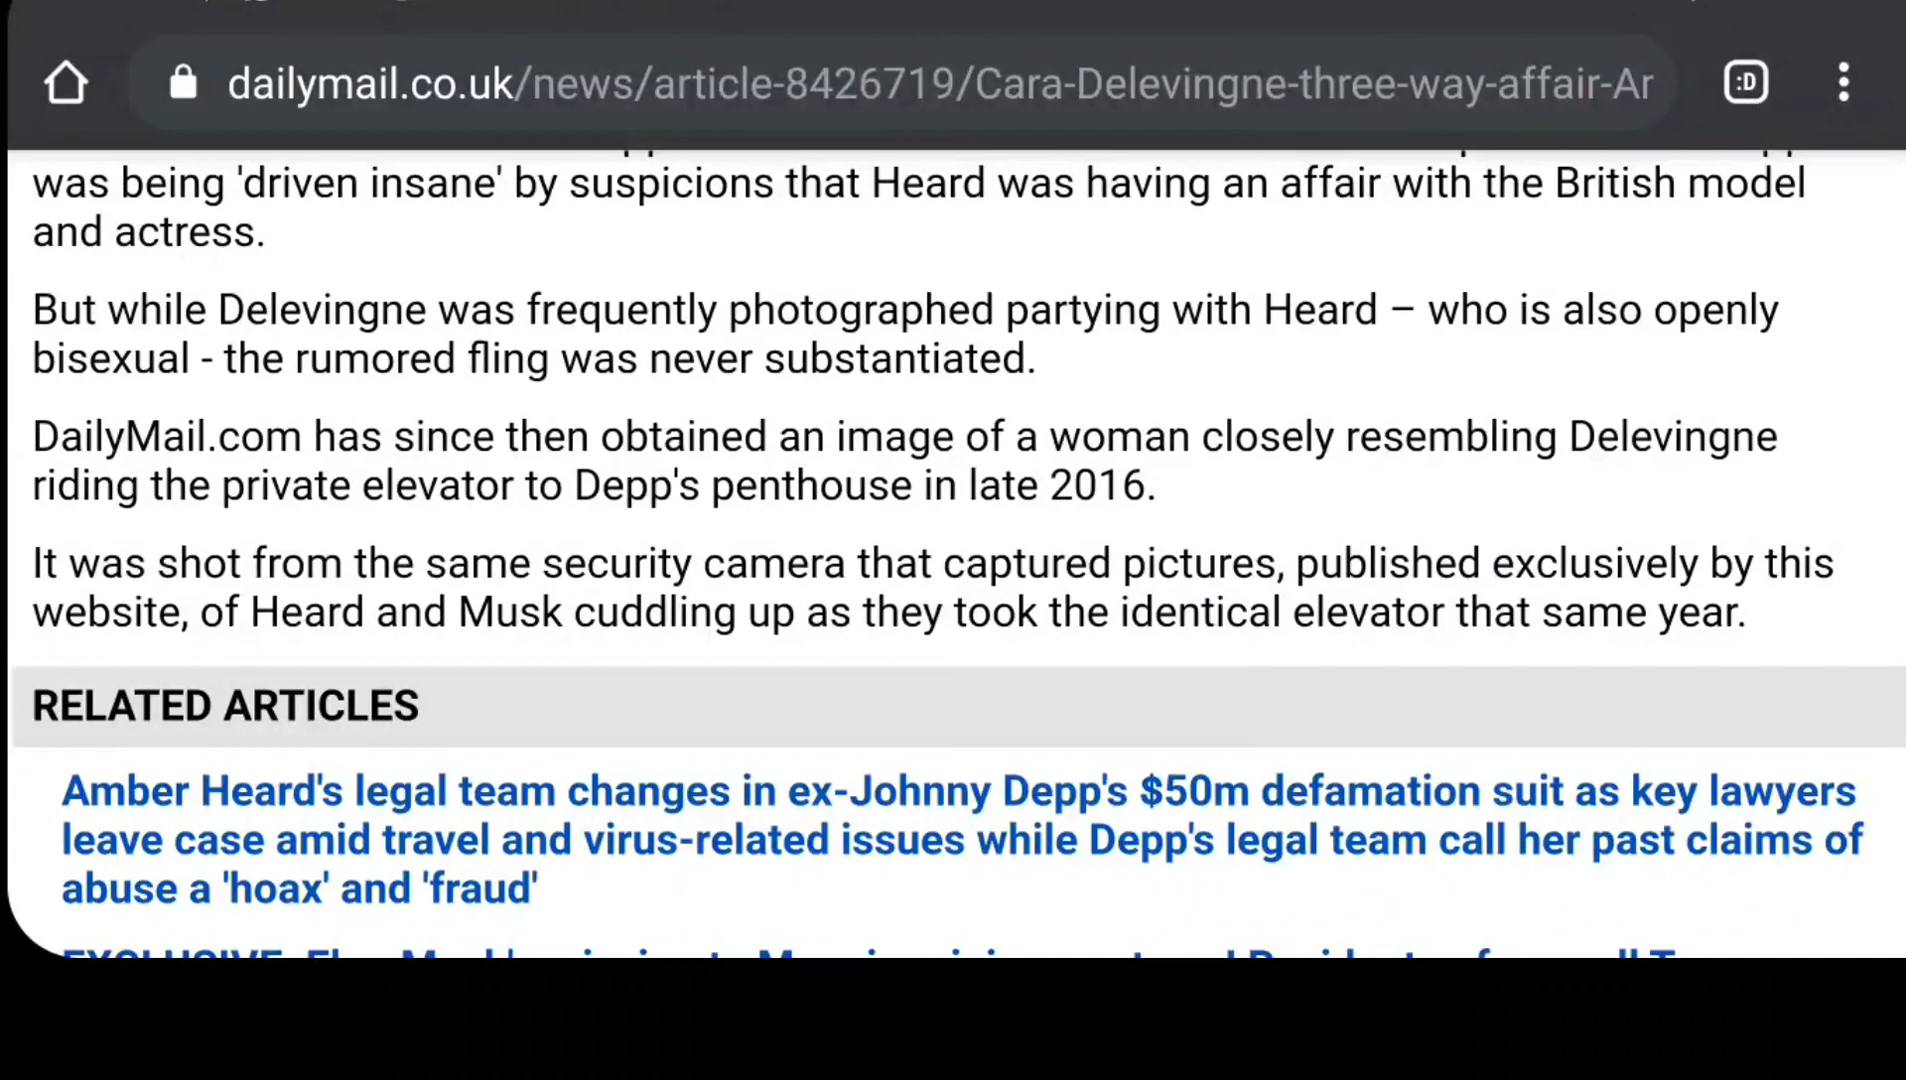 dailymail.co.uk/news/article-8426719/Cara-Delevingne-three-way-affair-Ar
:D
was being 'driven insane' by suspicions that Heard was having an affair with the British model
and actress.
But while Delevingne was frequently photographed partying with Heard – who is also openly
bisexual - the rumored fling was never substantiated.
DailyMail.com has since then obtained an image of a woman closely resembling Delevingne
riding the private elevator to Depp's penthouse in late 2016.
It was shot from the same security camera that captured pictures, published exclusively by this
website, of Heard and Musk cuddling up as they took the identical elevator that same year.
RELATED ARTICLES
Amber Heard's legal team changes in ex-Johnny Depp's $50m defamation suit as key lawyers
leave case amid travel and virus-related issues while Depp's legal team call her past claims of
abuse a 'hoax' and 'fraud'